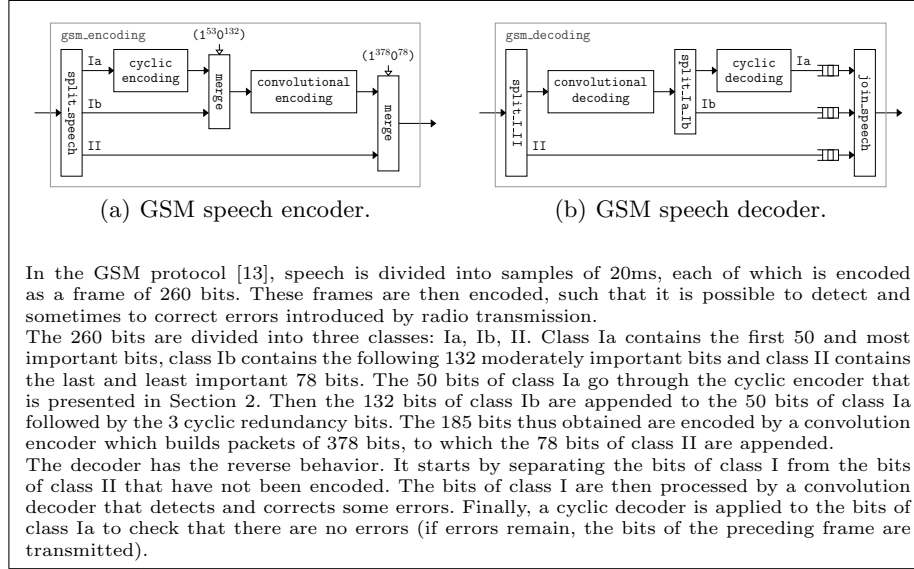 gsm_encoding
(1^53 0^132)
(1^378 0^78)
split_speech
Ia
cyclic
encoding
merge
convolutional
encoding
merge
Ib
II
(a) GSM speech encoder.
gsm_decoding
split_I_II
convolutional
decoding
split_Ia_Ib
cyclic
decoding
Ia
join_speech
Ib
II
(b) GSM speech decoder.
In the GSM protocol [13], speech is divided into samples of 20ms, each of which is encoded
as a frame of 260 bits. These frames are then encoded, such that it is possible to detect and
sometimes to correct errors introduced by radio transmission.
The 260 bits are divided into three classes: Ia, Ib, II. Class Ia contains the first 50 and most
important bits, class Ib contains the following 132 moderately important bits and class II contains
the last and least important 78 bits. The 50 bits of class Ia go through the cyclic encoder that
is presented in Section 2. Then the 132 bits of class Ib are appended to the 50 bits of class Ia
followed by the 3 cyclic redundancy bits. The 185 bits thus obtained are encoded by a convolution
encoder which builds packets of 378 bits, to which the 78 bits of class II are appended.
The decoder has the reverse behavior. It starts by separating the bits of class I from the bits
of class II that have not been encoded. The bits of class I are then processed by a convolution
decoder that detects and corrects some errors. Finally, a cyclic decoder is applied to the bits of
class Ia to check that there are no errors (if errors remain, the bits of the preceding frame are
transmitted).